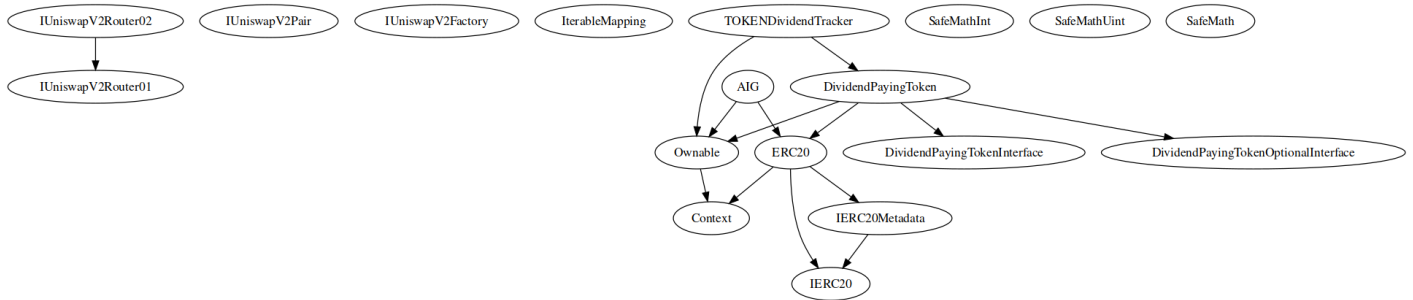 IUniswapV2Router02
IUniswapV2Pair
IUniswapV2Factory
IterableMapping
TOKENDividendTracker
SafeMathInt
SafeMathUint
SafeMath
IUniswapV2Router01
AIG
DividendPayingToken
Ownable
ERC20
DividendPayingTokenInterface
DividendPayingTokenOptionalInterface
Context
IERC20Metadata
IERC20